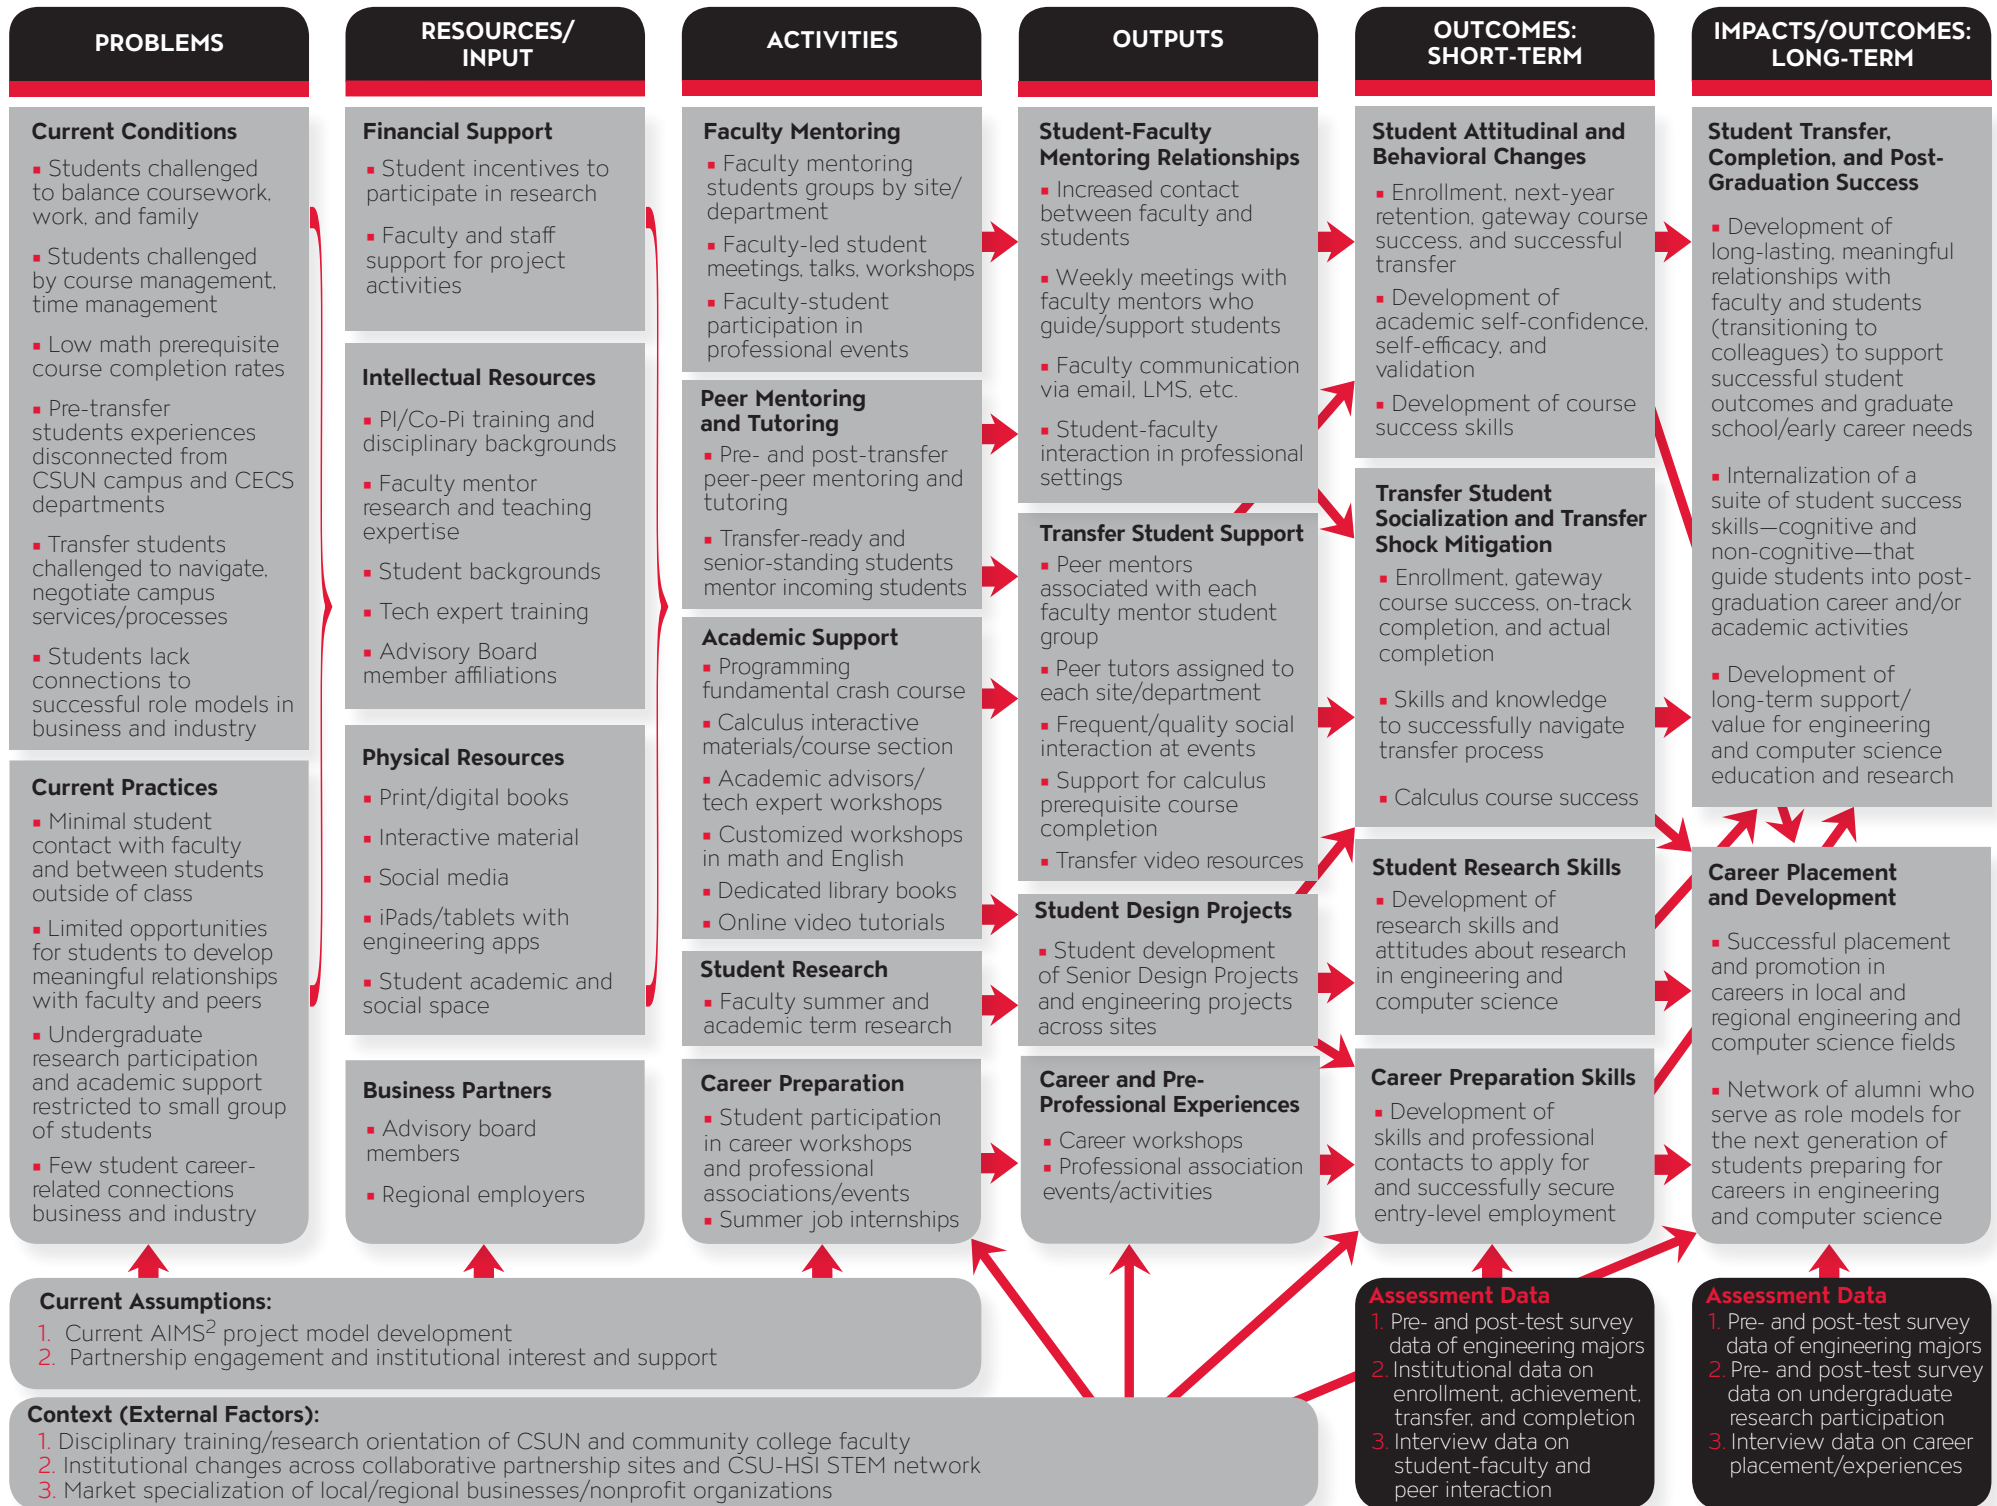 PROBLEMS
Current Conditions
▪ Students challenged
to balance coursework,
work, and family
▪ Students challenged
by course management,
time management
▪ Low math prerequisite
course completion rates
▪ Pre-transfer
students experiences
disconnected from
CSUN campus and CECS
departments
▪ Transfer students
challenged to navigate,
negotiate campus
services/processes
▪ Students lack
connections to
successful role models in
business and industry
Current Practices
▪ Minimal student
contact with faculty
and between students
outside of class
▪ Limited opportunities
for students to develop
meaningful relationships
with faculty and peers
▪ Undergraduate
research participation
and academic support
restricted to small group
of students
▪ Few student career-
related connections
business and industry
RESOURCES/
INPUT
Financial Support
▪ Student incentives to
participate in research
▪ Faculty and staff
support for project
activities
Intellectual Resources
▪ PI/Co-Pi training and
disciplinary backgrounds
▪ Faculty mentor
research and teaching
expertise
▪ Student backgrounds
▪ Tech expert training
▪ Advisory Board
member affiliations
Physical Resources
▪ Print/digital books
▪ Interactive material
▪ Social media
▪ iPads/tablets with
engineering apps
▪ Student academic and
social space
Business Partners
▪ Advisory board
members
▪ Regional employers
ACTIVITIES
Faculty Mentoring
▪ Faculty mentoring
students groups by site/
department
▪ Faculty-led student
meetings, talks, workshops
▪ Faculty-student
participation in
professional events
Peer Mentoring
and Tutoring
▪ Pre- and post-transfer
peer-peer mentoring and
tutoring
▪ Transfer-ready and
senior-standing students
mentor incoming students
Academic Support
▪ Programming
fundamental crash course
▪ Calculus interactive
materials/course section
▪ Academic advisors/
tech expert workshops
▪ Customized workshops
in math and English
▪ Dedicated library books
▪ Online video tutorials
Student Research
▪ Faculty summer and
academic term research
Career Preparation
▪ Student participation
in career workshops
and professional
associations/events
▪ Summer job internships
OUTPUTS
Student-Faculty
Mentoring Relationships
▪ Increased contact
between faculty and
students
▪ Weekly meetings with
faculty mentors who
guide/support students
▪ Faculty communication
via email, LMS, etc.
▪ Student-faculty
interaction in professional
settings
Transfer Student Support
▪ Peer mentors
associated with each
faculty mentor student
group
▪ Peer tutors assigned to
each site/department
▪ Frequent/quality social
interaction at events
▪ Support for calculus
prerequisite course
completion
▪ Transfer video resources
Student Design Projects
▪ Student development
of Senior Design Projects
and engineering projects
across sites
Career and Pre-
Professional Experiences
▪ Career workshops
▪ Professional association
events/activities
OUTCOMES:
SHORT-TERM
Student Attitudinal and
Behavioral Changes
▪ Enrollment, next-year
retention, gateway course
success, and successful
transfer
▪ Development of
academic self-confidence,
self-efficacy, and
validation
▪ Development of course
success skills
Transfer Student
Socialization and Transfer
Shock Mitigation
▪ Enrollment, gateway
course success, on-track
completion, and actual
completion
▪ Skills and knowledge
to successfully navigate
transfer process
▪ Calculus course success
Student Research Skills
▪ Development of
research skills and
attitudes about research
in engineering and
computer science
Career Preparation Skills
▪ Development of
skills and professional
contacts to apply for
and successfully secure
entry-level employment
IMPACTS/OUTCOMES:
LONG-TERM
Student Transfer,
Completion, and Post-
Graduation Success
▪ Development of
long-lasting, meaningful
relationships with
faculty and students
(transitioning to
colleagues) to support
successful student
outcomes and graduate
school/early career needs
▪ Internalization of a
suite of student success
skills—cognitive and
non-cognitive—that
guide students into post-
graduation career and/or
academic activities
▪ Development of
long-term support/
value for engineering
and computer science
education and research
Career Placement
and Development
▪ Successful placement
and promotion in
careers in local and
regional engineering and
computer science fields
▪ Network of alumni who
serve as role models for
the next generation of
students preparing for
careers in engineering
and computer science
Current Assumptions:
1. Current AIMS² project model development
2. Partnership engagement and institutional interest and support
Context (External Factors):
1. Disciplinary training/research orientation of CSUN and community college faculty
2. Institutional changes across collaborative partnership sites and CSU-HSI STEM network
3. Market specialization of local/regional businesses/nonprofit organizations
Assessment Data
1. Pre- and post-test survey
data of engineering majors
2. Institutional data on
enrollment, achievement,
transfer, and completion
3. Interview data on
student-faculty and
peer interaction
Assessment Data
1. Pre- and post-test survey
data of engineering majors
2. Pre- and post-test survey
data on undergraduate
research participation
3. Interview data on career
placement/experiences